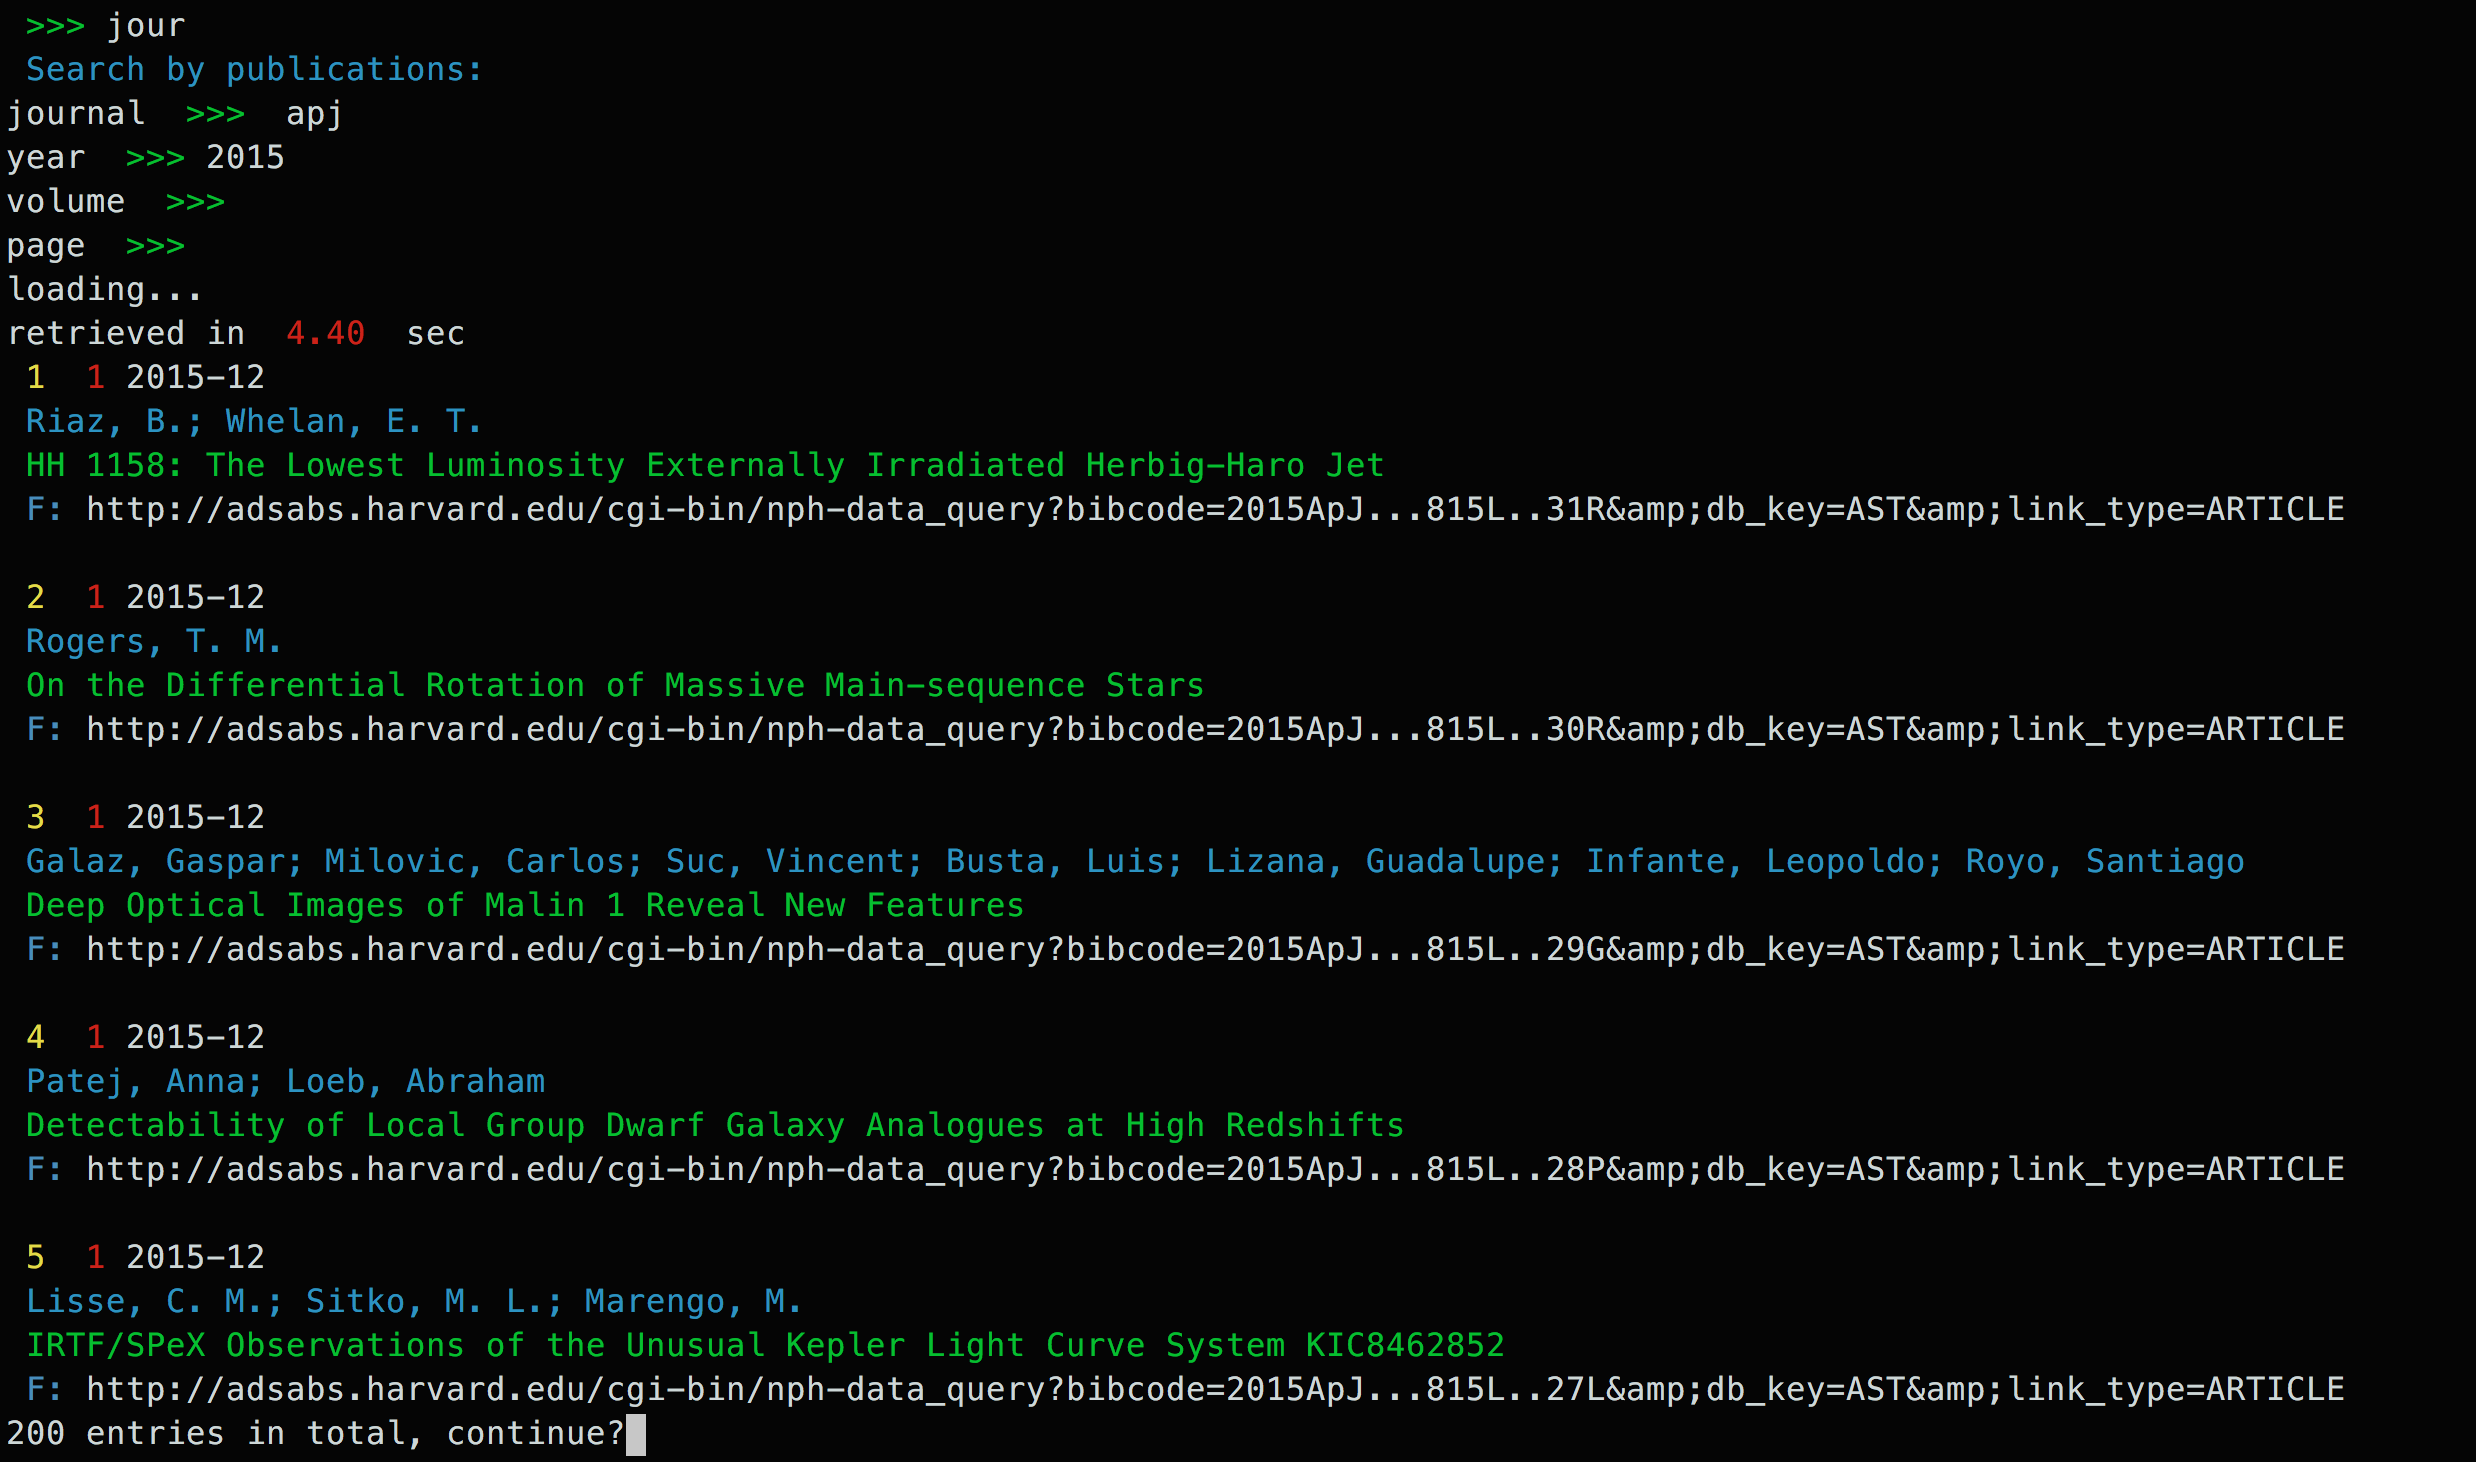 >>> jour
Search by publications:
journal >>> apj
year >>> 2015
volume >>>
page >>>
loading...
retrieved in 4.40 sec
1 1 2015-12
Riaz, B.; Whelan, E. T.
HH 1158: The Lowest Luminosity Externally Irradiated Herbig-Haro Jet
F: http://adsabs.harvard.edu/cgi-bin/nph-data_query?bibcode=2015ApJ...815L..31R&amp;db_key=AST&amp;link_type=ARTICLE
2 1 2015-12
Rogers, T. M.
On the Differential Rotation of Massive Main-sequence Stars
F: http://adsabs.harvard.edu/cgi-bin/nph-data_query?bibcode=2015ApJ...815L..30R&amp;db_key=AST&amp;link_type=ARTICLE
3 1 2015-12
Galaz, Gaspar; Milovic, Carlos; Suc, Vincent; Busta, Luis; Lizana, Guadalupe; Infante, Leopoldo; Royo, Santiago
Deep Optical Images of Malin 1 Reveal New Features
F: http://adsabs.harvard.edu/cgi-bin/nph-data_query?bibcode=2015ApJ...815L..29G&amp;db_key=AST&amp;link_type=ARTICLE
4 1 2015-12
Patej, Anna; Loeb, Abraham
Detectability of Local Group Dwarf Galaxy Analogues at High Redshifts
F: http://adsabs.harvard.edu/cgi-bin/nph-data_query?bibcode=2015ApJ...815L..28P&amp;db_key=AST&amp;link_type=ARTICLE
5 1 2015-12
Lisse, C. M.; Sitko, M. L.; Marengo, M.
IRTF/SPeX Observations of the Unusual Kepler Light Curve System KIC8462852
F: http://adsabs.harvard.edu/cgi-bin/nph-data_query?bibcode=2015ApJ...815L..27L&amp;db_key=AST&amp;link_type=ARTICLE
200 entries in total, continue?